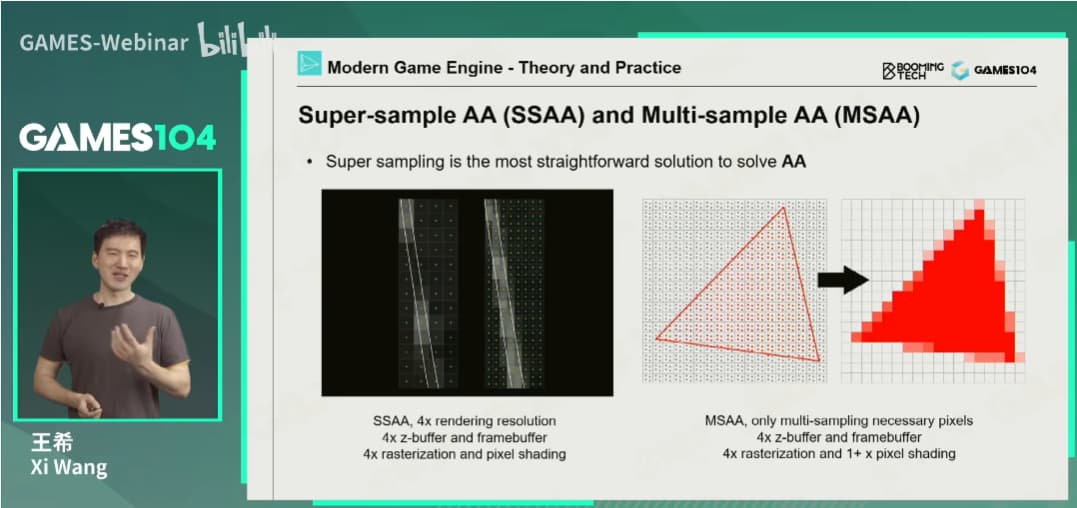 GAMES-Webinar bilibili
GAMES104
王希
Xi Wang
Modern Game Engine - Theory and Practice
BOOMING
TECH
GAMES104
Super-sample AA (SSAA) and Multi-sample AA (MSAA)
• Super sampling is the most straightforward solution to solve AA
SSAA, 4x rendering resolution
4x z-buffer and framebuffer
4x rasterization and pixel shading
MSAA, only multi-sampling necessary pixels
4x z-buffer and framebuffer
4x rasterization and 1+ x pixel shading